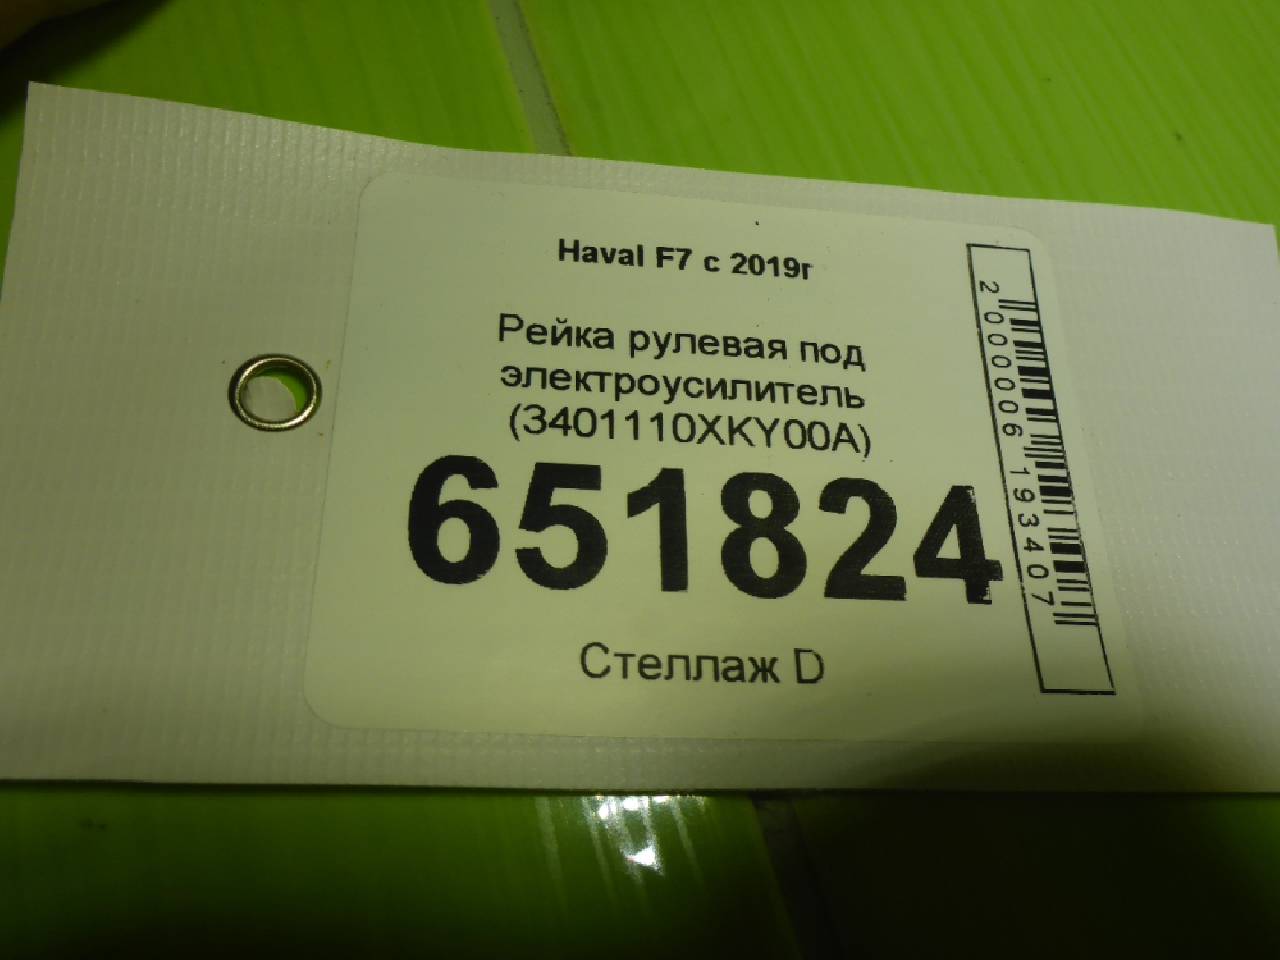 Haval F7 с 2019г
Рейка рулевая под
электроусилитель
(3401110XKY00A)
651824
Стеллаж D
2000006193407